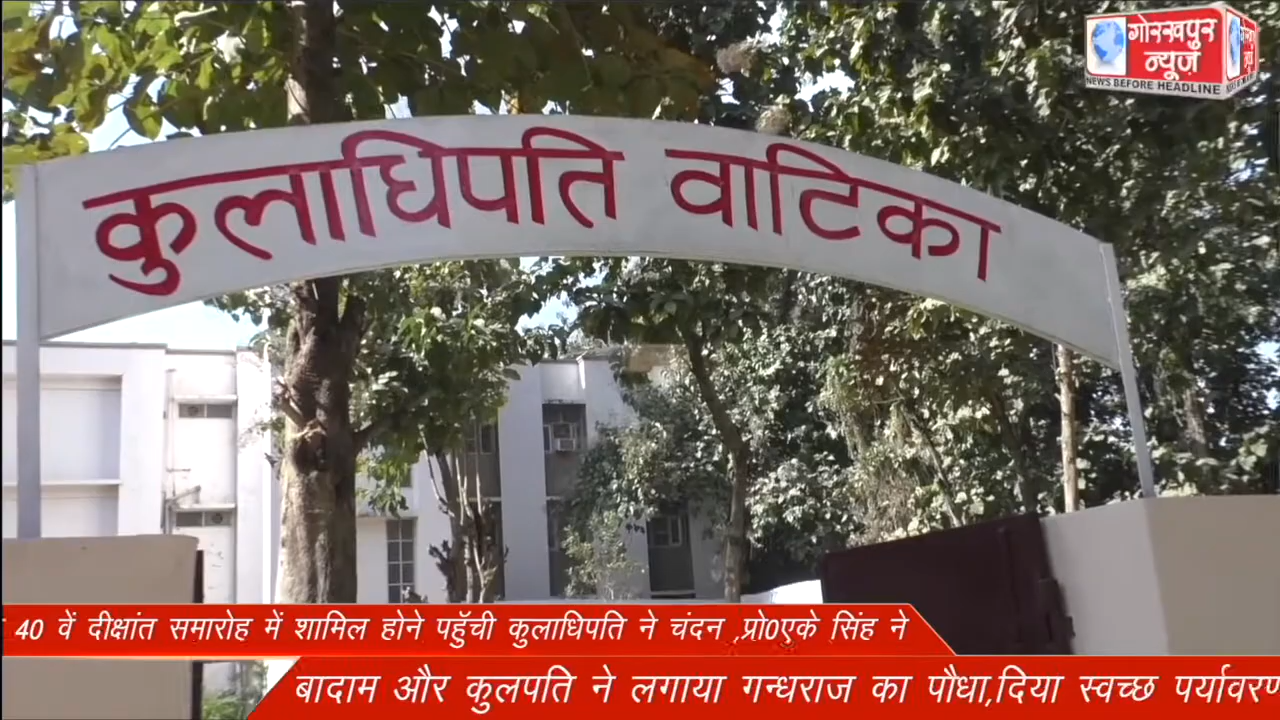 गोरखपुर
न्यूज़
NEWS BEFORE HEADLINE
कुलाधिपति वाटिका
40 वें दीक्षांत समारोह में शामिल होने पहुॅची कुलाधिपति ने चंदन ,प्रो0एके सिंह ने
बादाम और कुलपति ने लगाया गन्धराज का पौधा,दिया स्वच्छ पर्यावरण